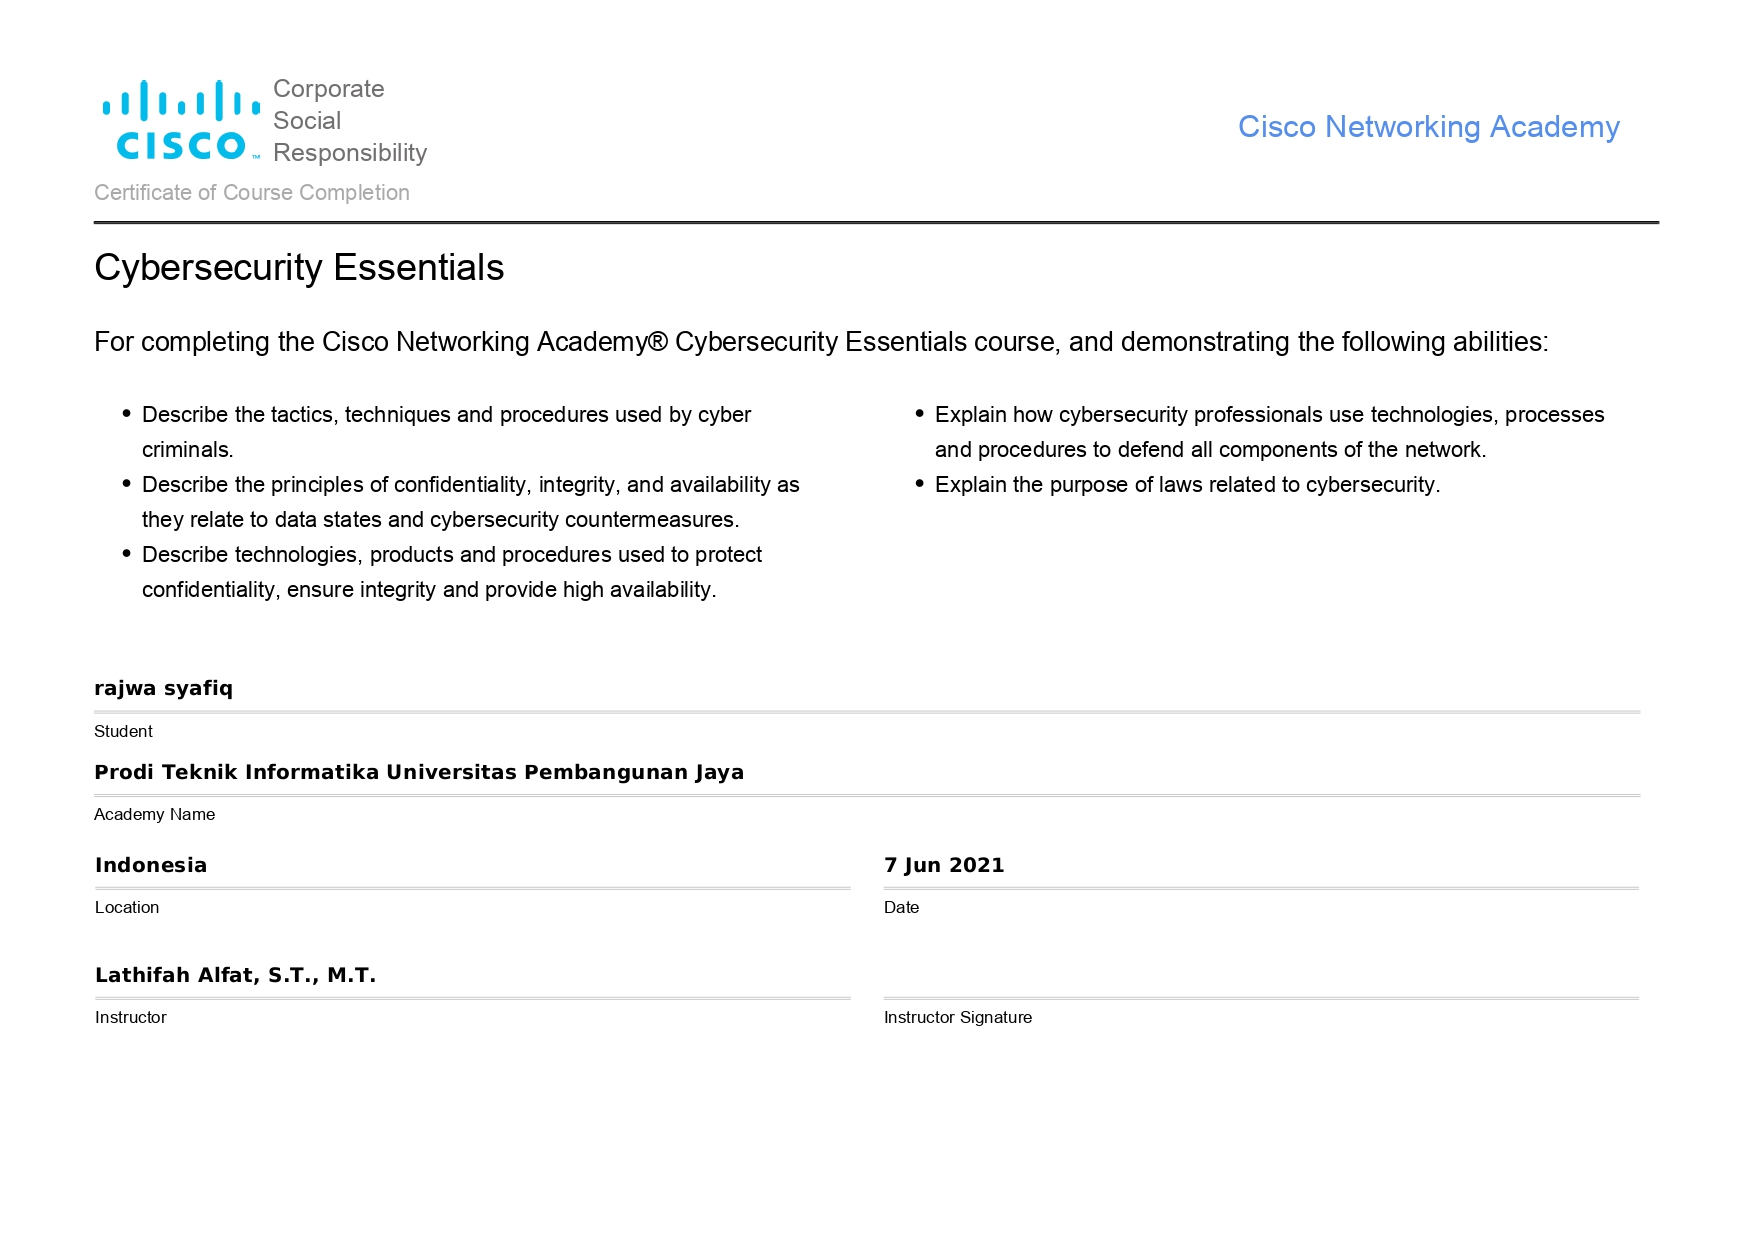 Corporate
Social
Responsibility
CISCO™
Cisco Networking Academy
Certificate of Course Completion
Cybersecurity Essentials
For completing the Cisco Networking Academy® Cybersecurity Essentials course, and demonstrating the following abilities:
• Describe the tactics, techniques and procedures used by cyber
criminals.
• Describe the principles of confidentiality, integrity, and availability as
they relate to data states and cybersecurity countermeasures.
• Describe technologies, products and procedures used to protect
confidentiality, ensure integrity and provide high availability.
• Explain how cybersecurity professionals use technologies, processes
and procedures to defend all components of the network.
• Explain the purpose of laws related to cybersecurity.
rajwa syafiq
Student
Prodi Teknik Informatika Universitas Pembangunan Jaya
Academy Name
Indonesia
Location
7 Jun 2021
Date
Lathifah Alfat, S.T., M.T.
Instructor
Instructor Signature